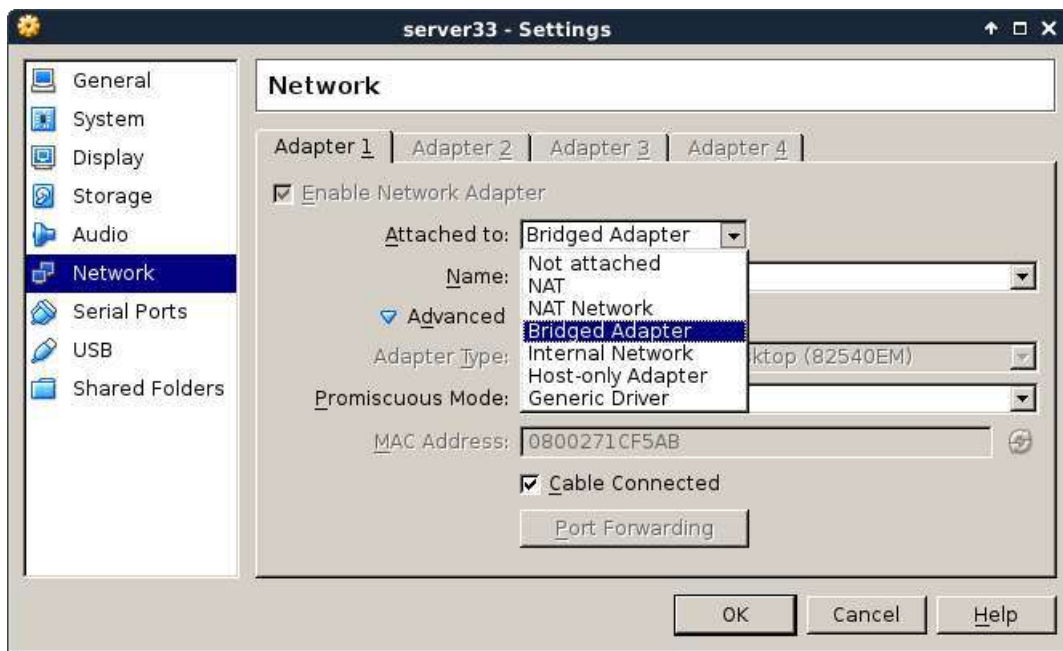 server33 - Settings
General
System
Display
Storage
Audio
Network
Serial Ports
USB
Shared Folders
Network
Adapter 1
Adapter 2
Adapter 3
Adapter 4
Enable Network Adapter
Attached to: Bridged Adapter
Not attached
NAT
NAT Network
Bridged Adapter
Internal Network
Host-only Adapter
Generic Driver
Name:
Advanced
Adapter Type: ktop (82540EM)
Promiscuous Mode:
MAC Address: 0800271CF5AB
Cable Connected
Port Forwarding
OK
Cancel
Help